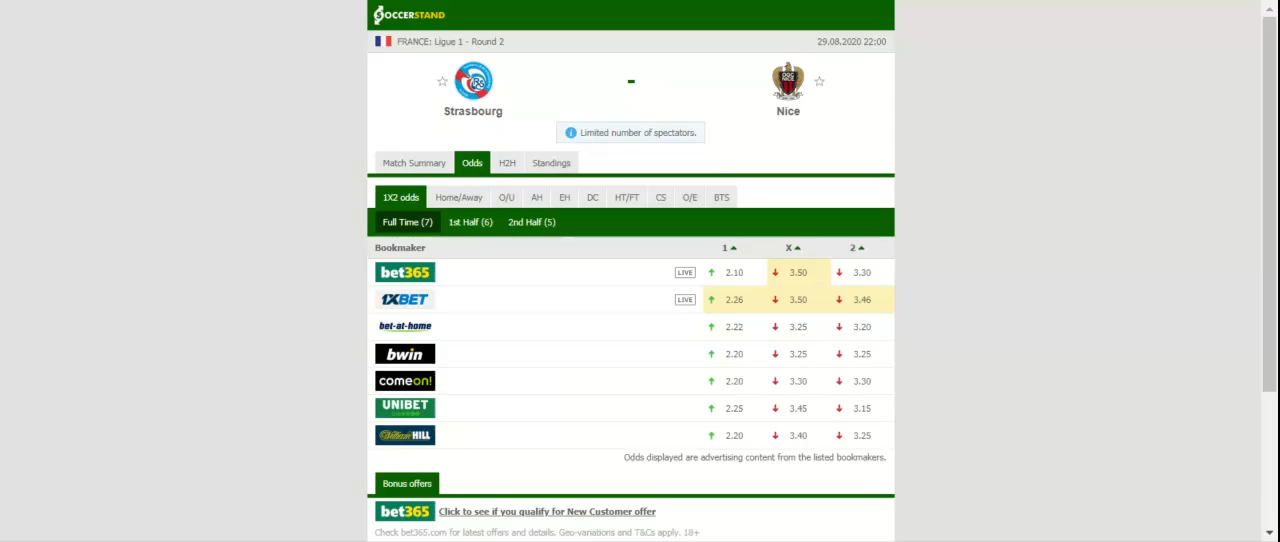 SOCCERSTAND
FRANCE: Ligue 1 - Round 2 29.08.2020 22:00
-
Strasbourg Nice
Limited number of spectators.
Match Summary Odds H2H Standings
1X2 odds Home/Away O/U AH EH DC HT/FT CS O/E BTS
Full Time (7) 1st Half (6) 2nd Half (5)
Bookmaker 1 X 2
bet365 LIVE 2.10 3.50 3.30
1XBET LIVE 2.26 3.50 3.46
bet-at-home 2.22 3.25 3.20
bwin 2.20 3.25 3.25
comeon! 2.20 3.30 3.30
UNIBET 2.25 3.45 3.15
William HILL 2.20 3.40 3.25
Odds displayed are advertising content from the listed bookmakers.
Bonus offers
bet365 Click to see if you qualify for New Customer offer
Check bet365.com for latest offers and details. Geo-variations and T&Cs apply. 18+